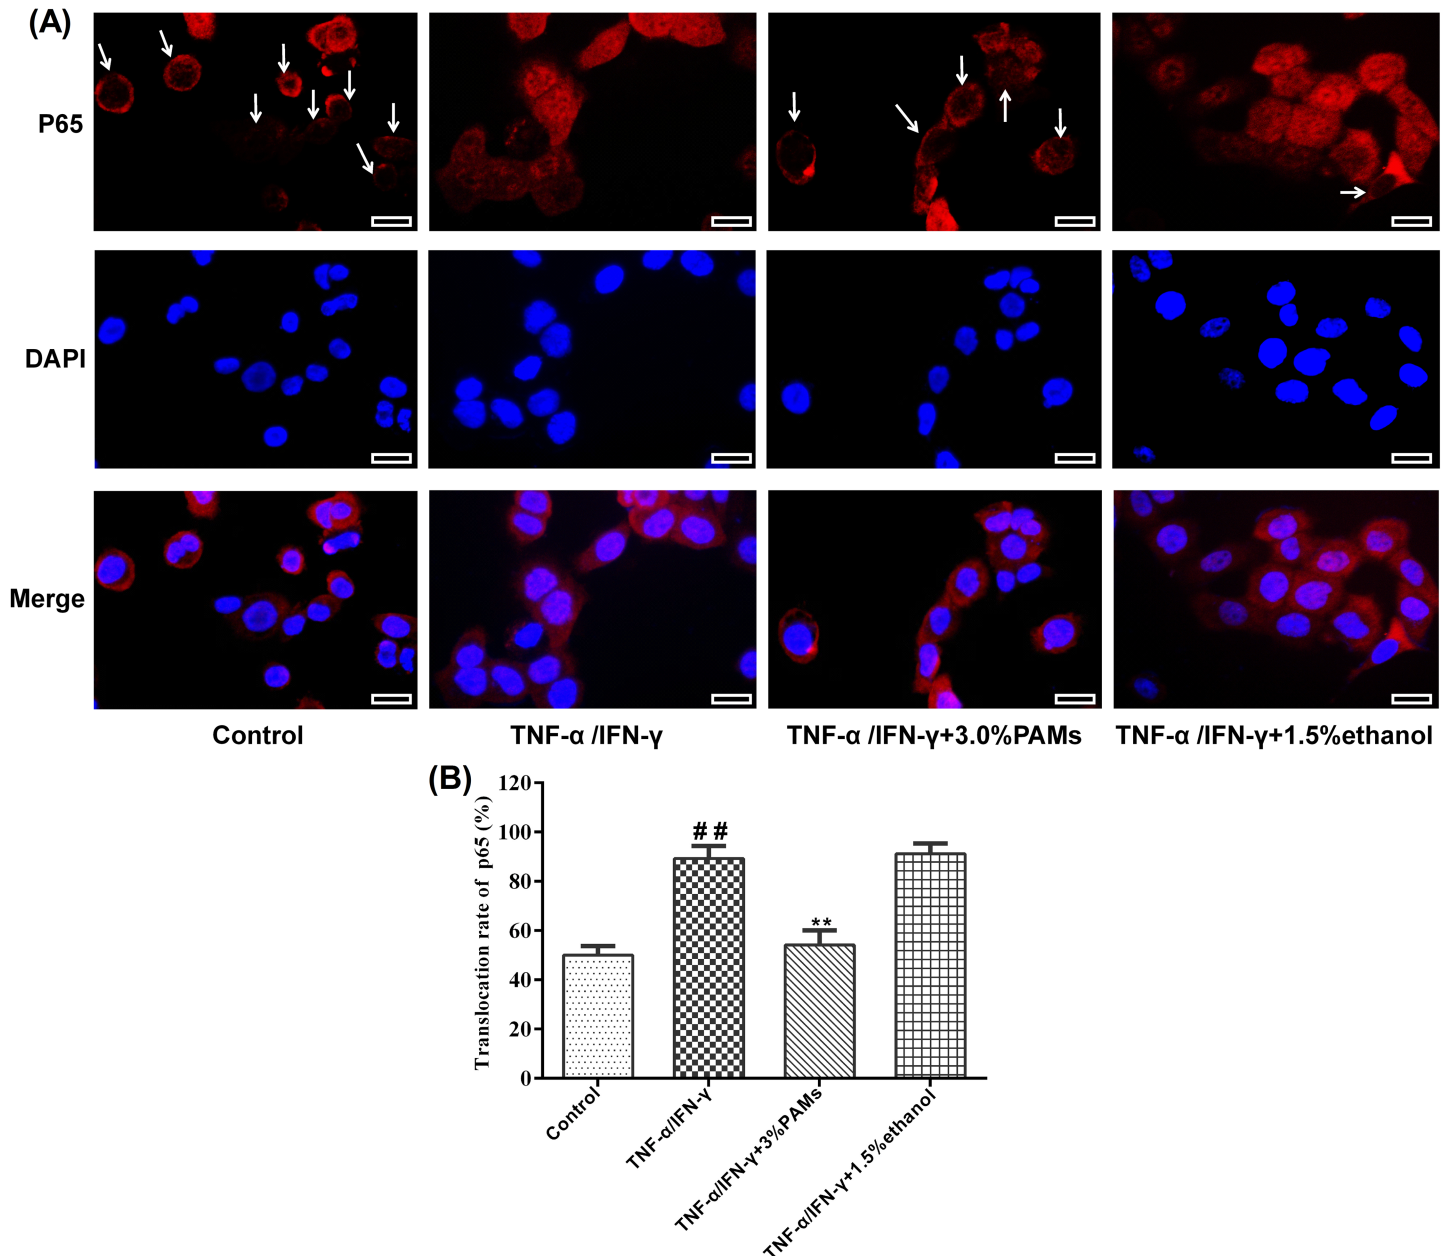 (A)
P65
DAPI
Merge
Control
TNF-α /IFN-γ
TNF-α /IFN-γ+3.0%PAMs
TNF-α /IFN-γ+1.5%ethanol
(B)
Translocation rate of p65 (%)
120
100
80
60
40
20
0
# #
**
Control
TNF-α/IFN-γ
TNF-α/IFN-γ+3%PAMs
TNF-α/IFN-γ+1.5%ethanol